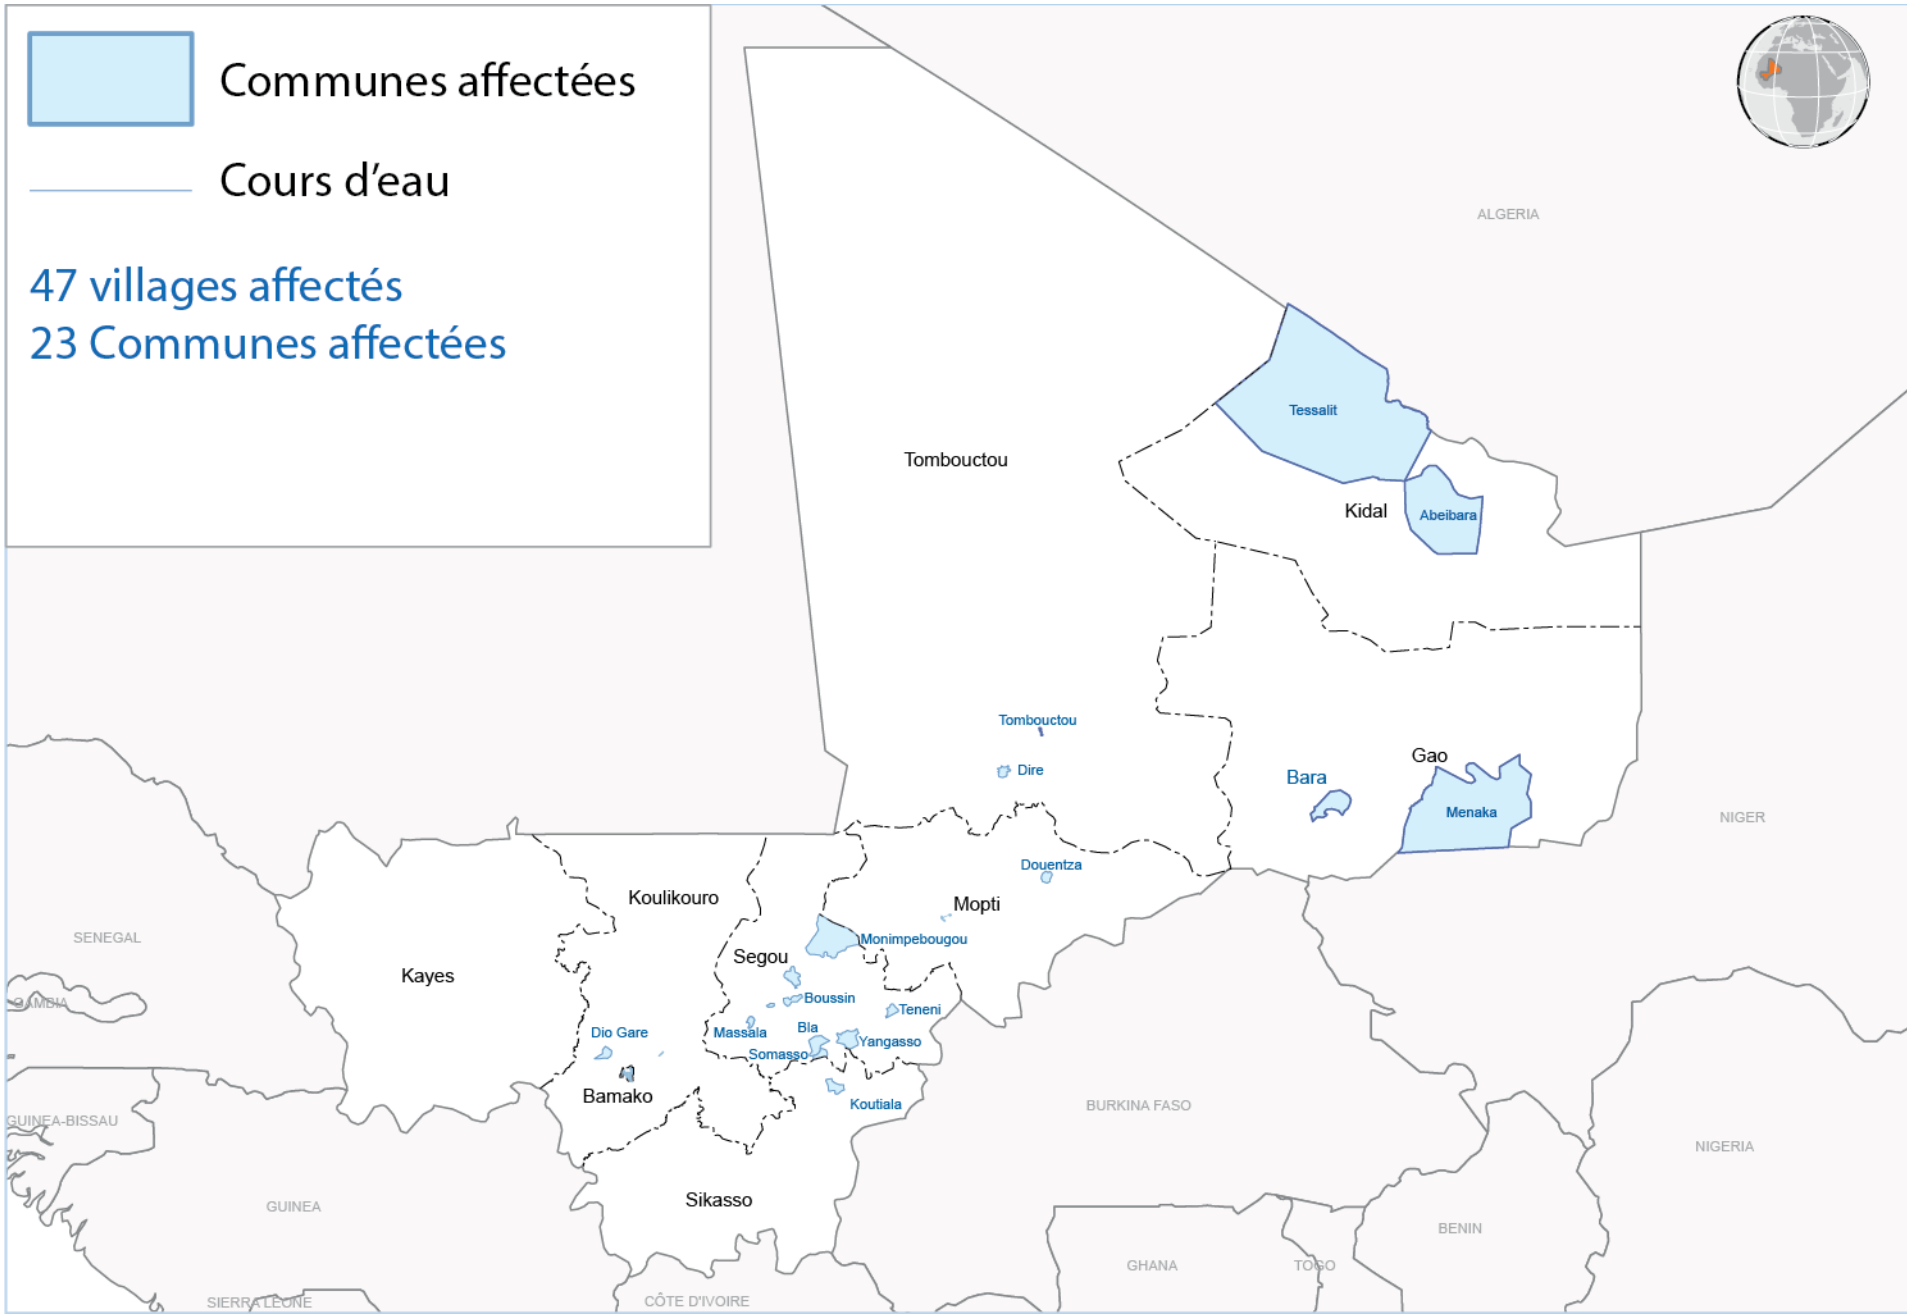 Communes affectées
Cours d'eau
47 villages affectés
23 Communes affectées
ALGERIA
Tessalit
Tombouctou
Kidal
Abeibara
Tombouctou
Dire
Gao
Bara
Menaka
NIGER
Douentza
Koulikouro
Mopti
SENEGAL
Monimpebougou
Segou
Kayes
Boussin
GAMBIA
Teneni
Dio Gare
Massala
Bla
Yangasso
Somasso
Bamako
Koutiala
BURKINA FASO
GUINEA-BISSAU
NIGERIA
Sikasso
GUINEA
BENIN
GHANA
TOGO
SIERRA LEONE
CÔTE D'IVOIRE